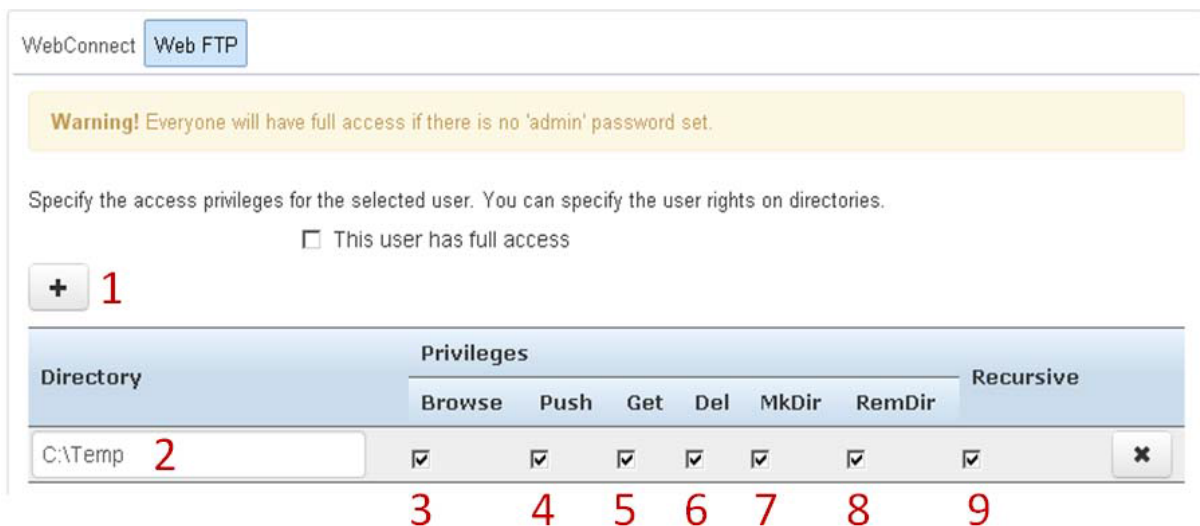 WebConnect Web FTP
Warning! Everyone will have full access if there is no 'admin' password set.
Specify the access privileges for the selected user. You can specify the user rights on directories.
This user has full access
+ 1
Directory Privileges Recursive
Browse Push Get Del MkDir RemDir
C:\Temp 2
3 4 5 6 7 8 9